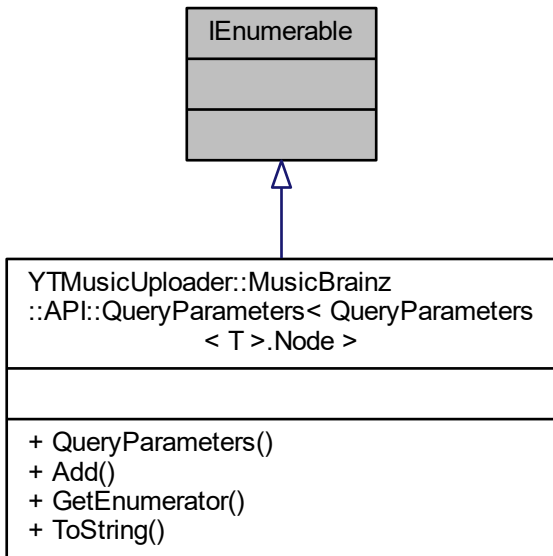 IEnumerable
YTMusicUploader::MusicBrainz
::API::QueryParameters< QueryParameters
< T >.Node >
+ QueryParameters()
+ Add()
+ GetEnumerator()
+ ToString()